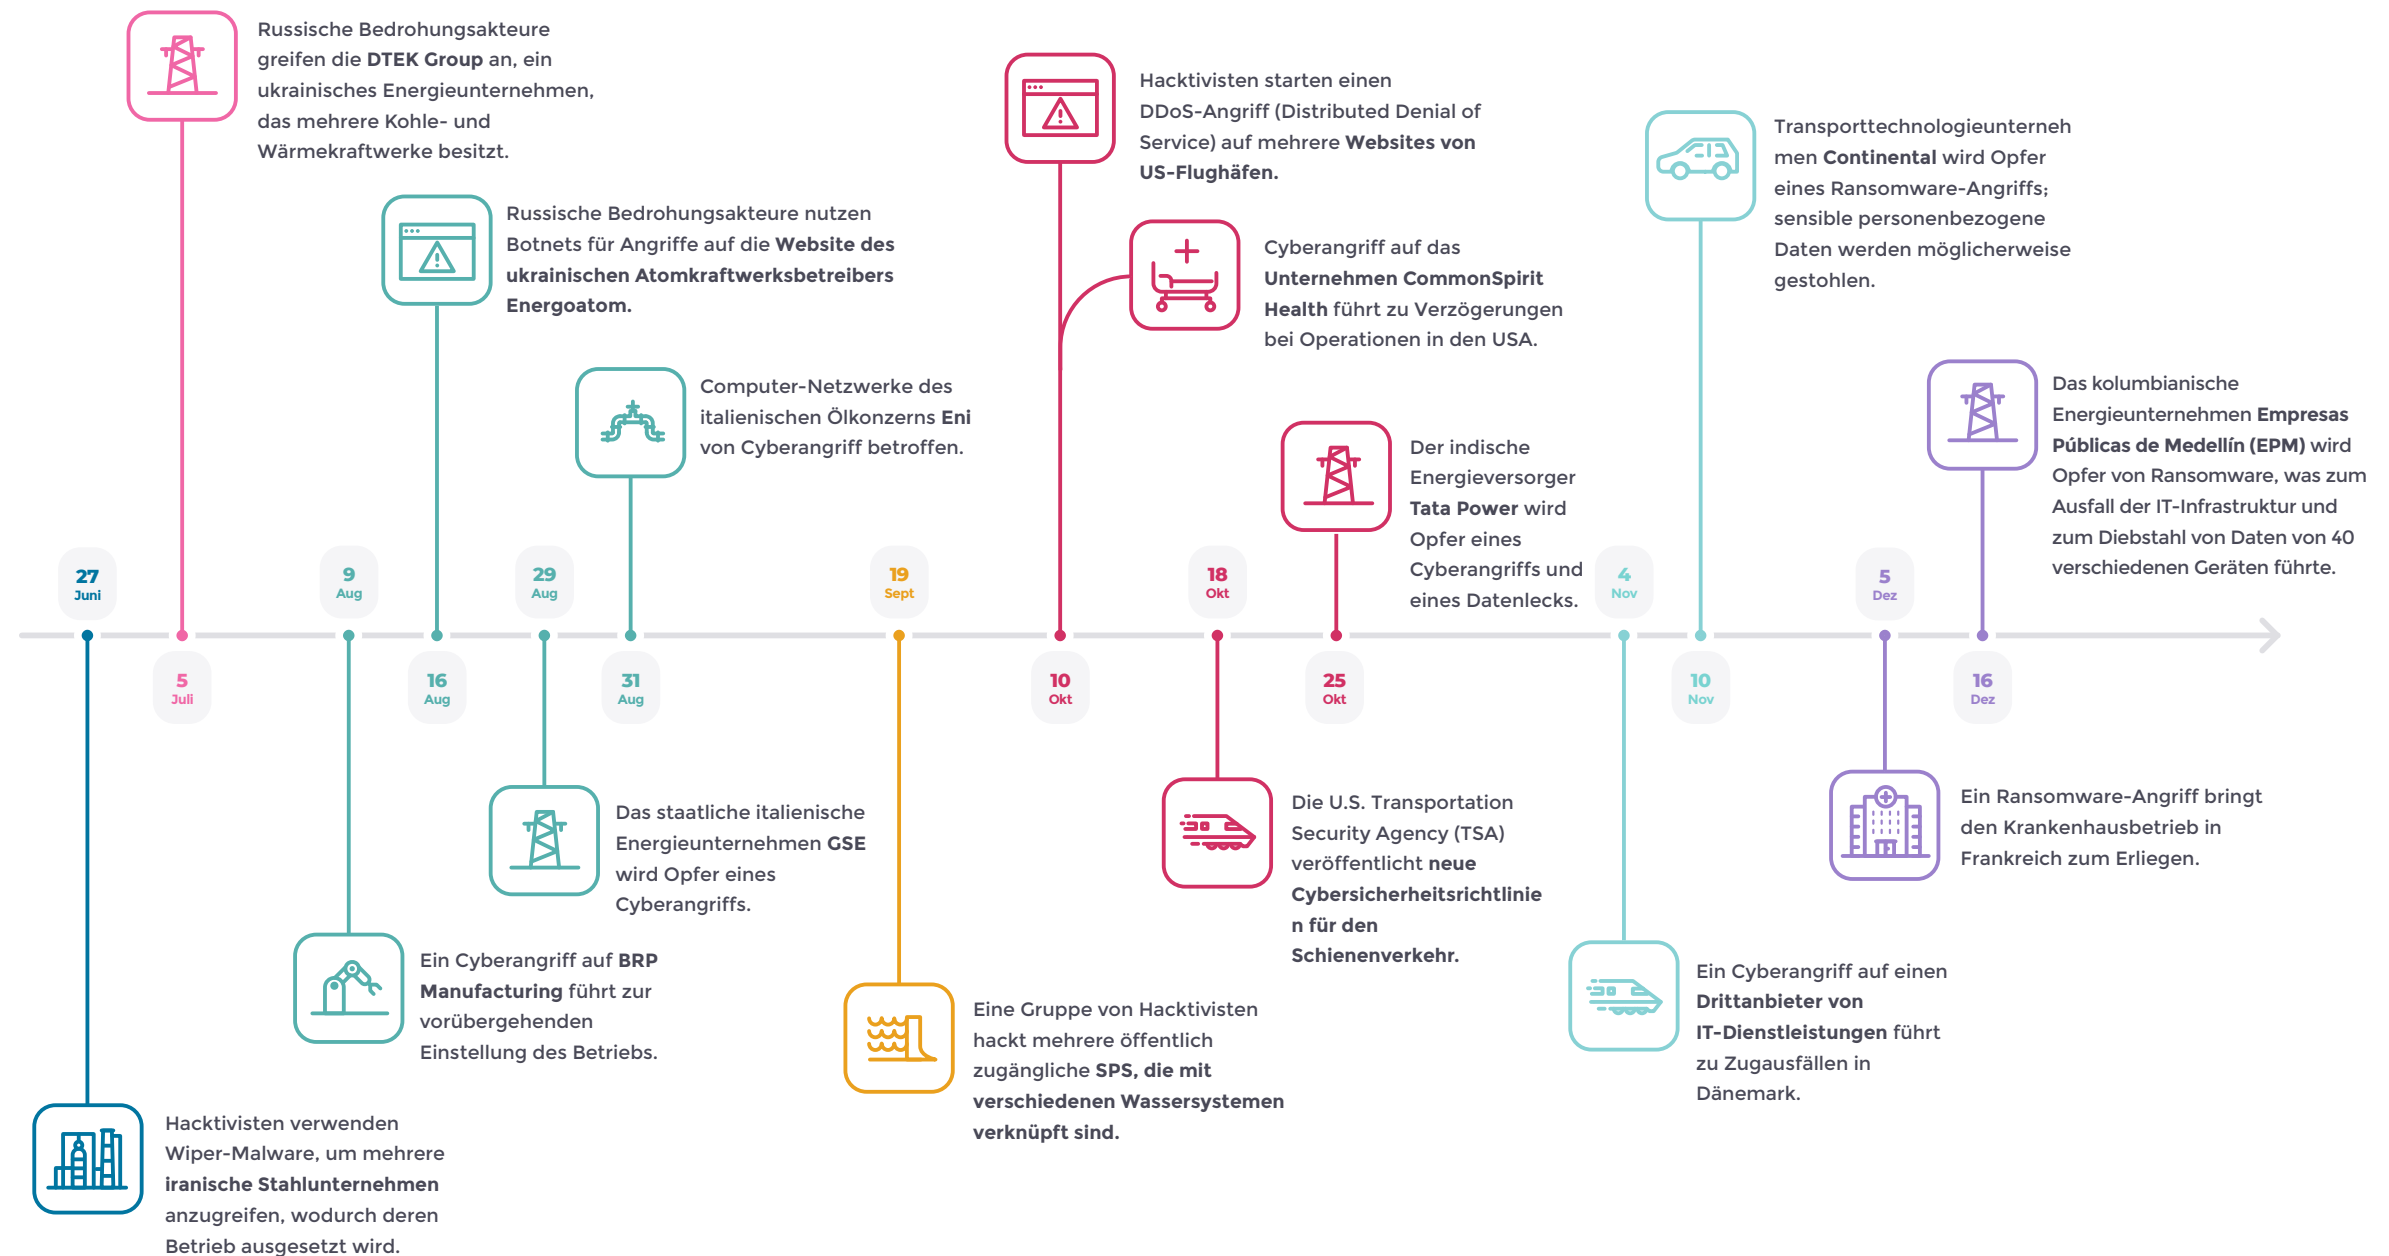 Russische Bedrohungsakteure
greifen die DTEK Group an, ein
ukrainisches Energieunternehmen,
das mehrere Kohle- und
Wärmekraftwerke besitzt.
Russische Bedrohungsakteure nutzen
Botnets für Angriffe auf die Website des
ukrainischen Atomkraftwerksbetreibers
Energoatom.
Computer-Netzwerke des
italienischen Ölkonzerns Eni
von Cyberangriff betroffen.
Hacktivisten starten einen
DDoS-Angriff (Distributed Denial of
Service) auf mehrere Websites von
US-Flughäfen.
Cyberangriff auf das
Unternehmen CommonSpirit
Health führt zu Verzögerungen
bei Operationen in den USA.
Der indische
Energieversorger
Tata Power wird
Opfer eines
Cyberangriffs und
eines Datenlecks.
Transporttechnologieunterneh
men Continental wird Opfer
eines Ransomware-Angriffs;
sensible personenbezogene
Daten werden möglicherweise
gestohlen.
Das kolumbianische
Energieunternehmen Empresas
Públicas de Medellín (EPM) wird
Opfer von Ransomware, was zum
Ausfall der IT-Infrastruktur und
zum Diebstahl von Daten von 40
verschiedenen Geräten führte.
27
Juni
9
Aug
29
Aug
19
Sept
18
Okt
4
Nov
5
Dez
5
Juli
16
Aug
31
Aug
10
Okt
25
Okt
10
Nov
16
Dez
Hacktivisten verwenden
Wiper-Malware, um mehrere
iranische Stahlunternehmen
anzugreifen, wodurch deren
Betrieb ausgesetzt wird.
Ein Cyberangriff auf BRP
Manufacturing führt zur
vorübergehenden
Einstellung des Betriebs.
Das staatliche italienische
Energieunternehmen GSE
wird Opfer eines
Cyberangriffs.
Eine Gruppe von Hacktivisten
hackt mehrere öffentlich
zugängliche SPS, die mit
verschiedenen Wassersystemen
verknüpft sind.
Die U.S. Transportation
Security Agency (TSA)
veröffentlicht neue
Cybersicherheitsrichtlinie
n für den
Schienenverkehr.
Ein Cyberangriff auf einen
Drittanbieter von
IT-Dienstleistungen führt
zu Zugausfällen in
Dänemark.
Ein Ransomware-Angriff bringt
den Krankenhausbetrieb in
Frankreich zum Erliegen.